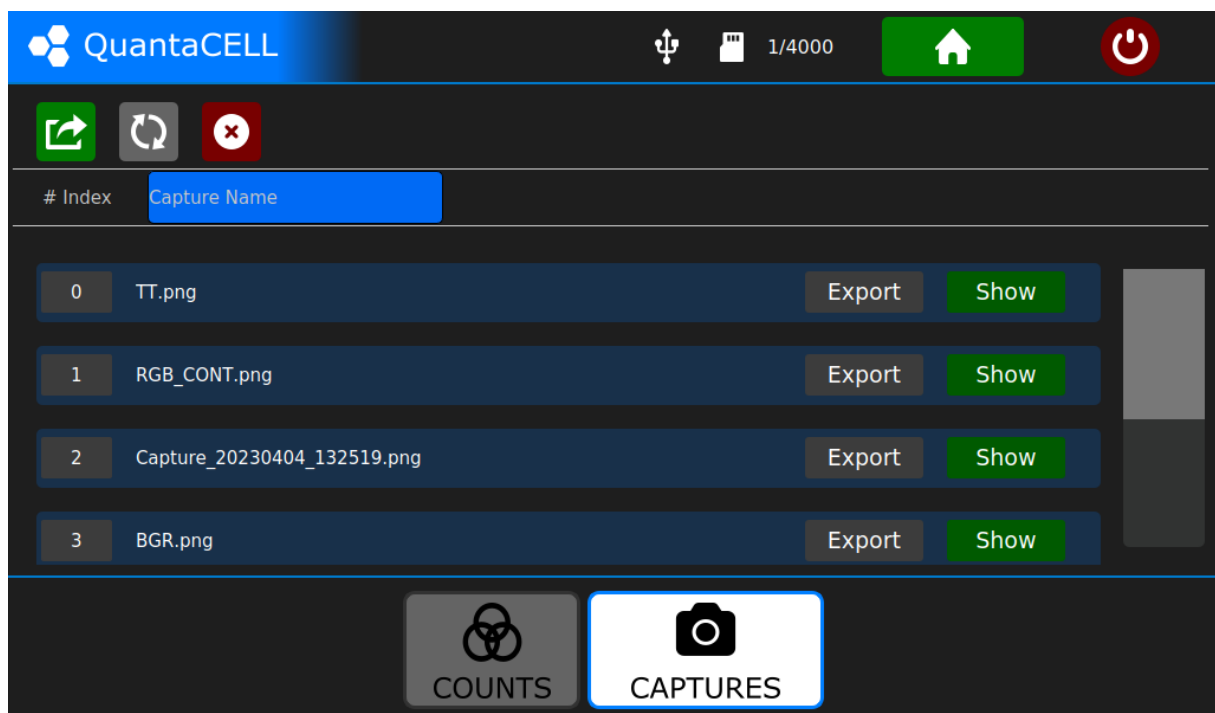 QuantaCELL 1/4000
# Index Capture Name
0 TT.png Export Show
1 RGB_CONT.png Export Show
2 Capture_20230404_132519.png Export Show
3 BGR.png Export Show
COUNTS CAPTURES